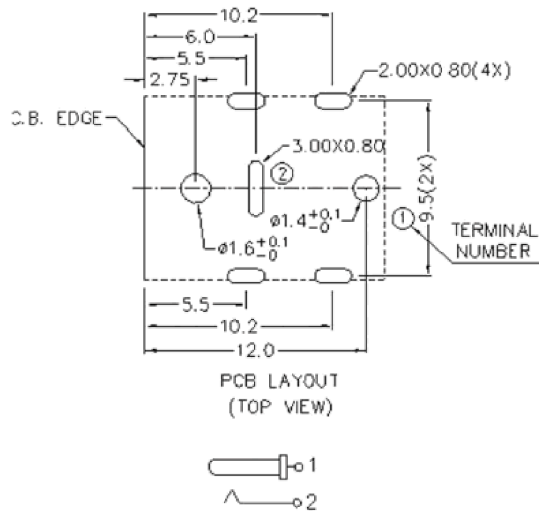 10.2
6.0
5.5
2.75
2.00X0.80(4X)
C.B. EDGE
3.00X0.80
2
ø1.4+0.1 -0
9.5(2X)
1
TERMINAL
NUMBER
ø1.6+0.1 -0
5.5
10.2
12.0
PCB LAYOUT
(TOP VIEW)
1
2